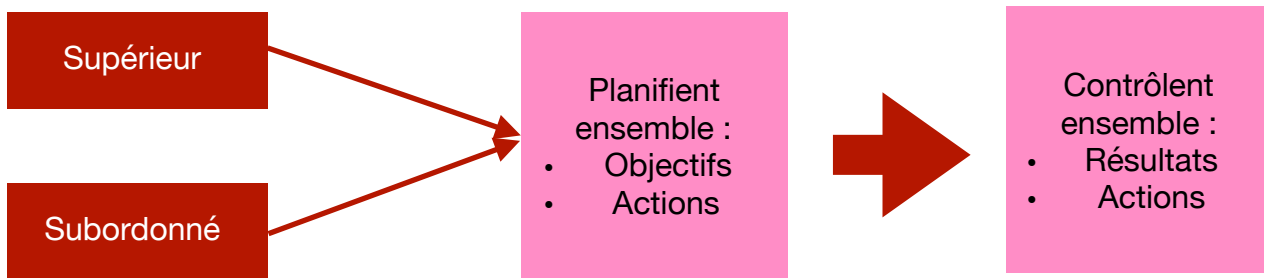 Supérieur
Subordonné
Planifient
ensemble :
• Objectifs
• Actions
Contrôlent
ensemble :
• Résultats
• Actions